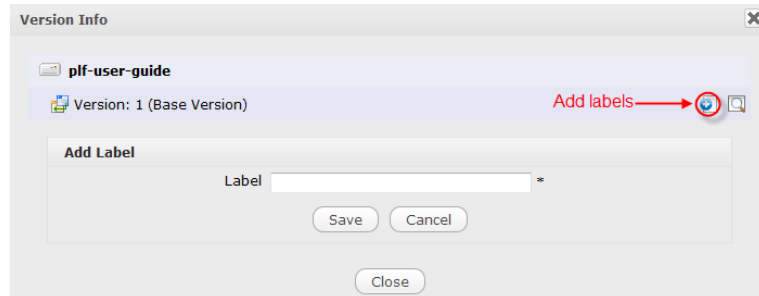 Version Info
plf-user-guide
Version: 1 (Base Version) Add labels
Add Label
Label *
Save Cancel
Close